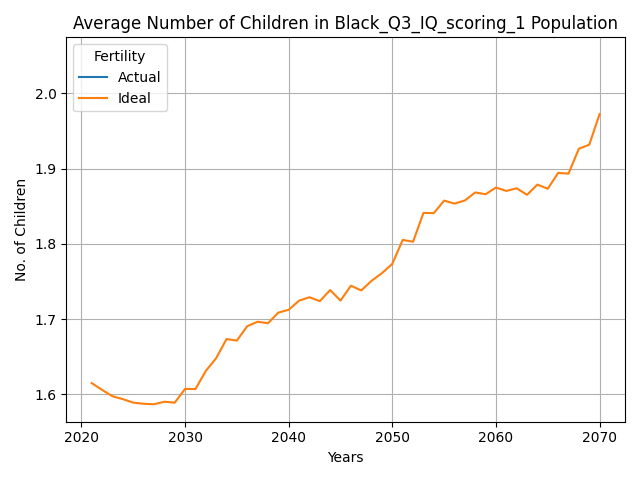 Average Number of Children in Black_Q3_IQ_scoring_1 Population
Fertility
Actual
Ideal
No. of Children
2.0
1.9
1.8
1.7
1.6
2020 2030 2040 2050 2060 2070
Years